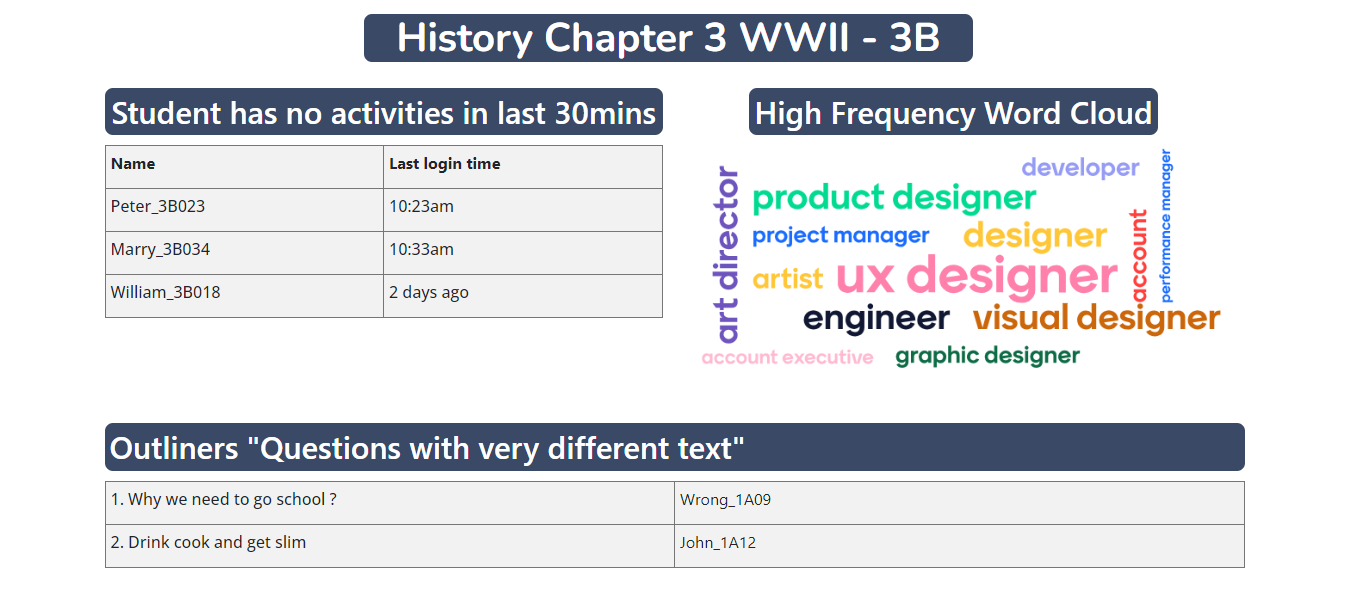 History Chapter 3 WWII - 3B
Student has no activities in last 30mins
Name Last login time
Peter_3B023 10:23am
Marry_3B034 10:33am
William_3B018 2 days ago
High Frequency Word Cloud
art director
developer
performance manager
product designer
account
project manager
designer
artist
ux designer
engineer
visual designer
account executive
graphic designer
Outliners "Questions with very different text"
1. Why we need to go school ? Wrong_1A09
2. Drink cook and get slim John_1A12